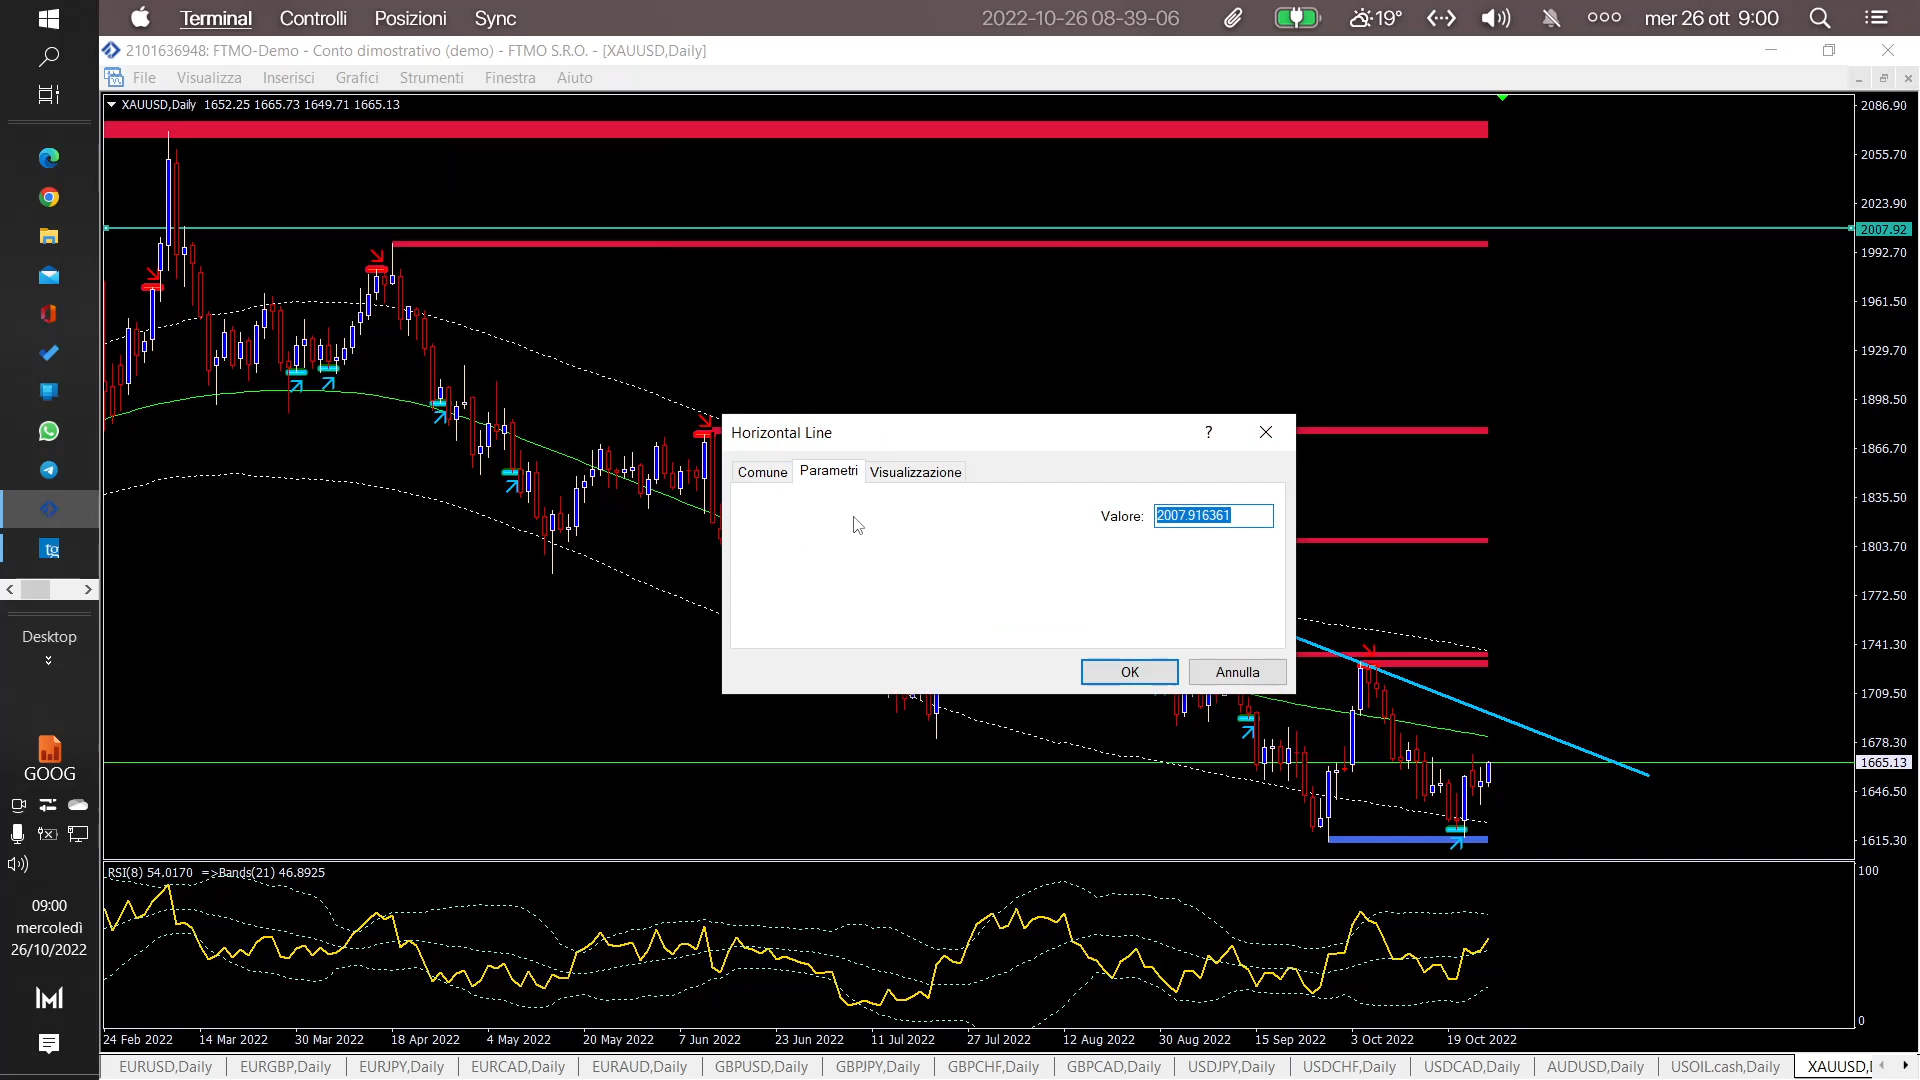 Terminal Controlli Posizioni Sync 2022-10-26 08-39-06 19° mer 26 ott 9:00
2101636948: FTMO-Demo - Conto dimostrativo (demo) - FTMO S.R.O. - [XAUUSD,Daily]
File Visualizza Inserisci Grafici Strumenti Finestra Aiuto
XAUUSD,Daily 1652.25 1665.73 1649.71 1665.13
2086.90
2055.70
2023.90
2007.92
1992.70
1961.50
1929.70
1898.50
1866.70
1835.50
1803.70
1772.50
1741.30
1709.50
1678.30
1665.13
1646.50
1615.30
Horizontal Line ?
Comune Parametri Visualizzazione
Valore: 2007.916361
OK Annulla
tg
Desktop
GOOG
09:00
mercoledì
26/10/2022
RSI(8) 54.0170 =>Bands(21) 46.8925
100
0
24 Feb 2022 14 Mar 2022 30 Mar 2022 18 Apr 2022 4 May 2022 20 May 2022 7 Jun 2022 23 Jun 2022 11 Jul 2022 27 Jul 2022 12 Aug 2022 30 Aug 2022 15 Sep 2022 3 Oct 2022 19 Oct 2022
EURUSD,Daily EURGBP,Daily EURJPY,Daily EURCAD,Daily EURAUD,Daily GBPUSD,Daily GBPJPY,Daily GBPCHF,Daily GBPCAD,Daily USDJPY,Daily USDCHF,Daily USDCAD,Daily AUDUSD,Daily USOIL.cash,Daily XAUUSD,